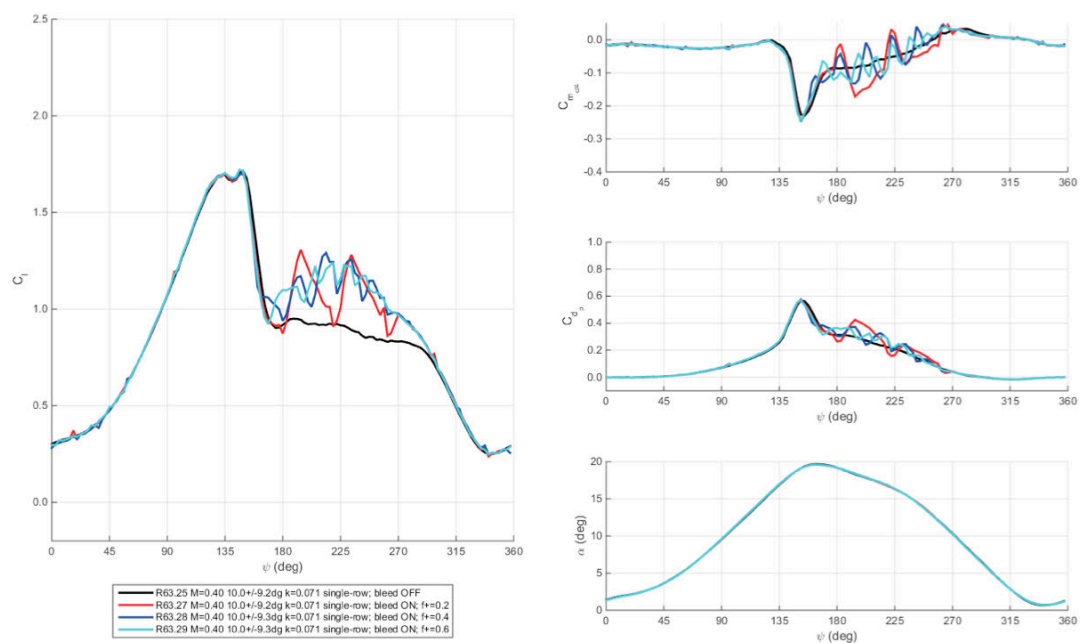 2.5
2.0
1.5
1.0
0.5
0.0
C_l
0 45 90 135 180 225 270 315 360
ψ (deg)
R63.25 M=0.40 10.0+/-9.2dg k=0.071 single-row; bleed OFF
R63.27 M=0.40 10.0+/-9.2dg k=0.071 single-row; bleed ON; f+=0.2
R63.28 M=0.40 10.0+/-9.3dg k=0.071 single-row; bleed ON; f+=0.4
R63.29 M=0.40 10.0+/-9.3dg k=0.071 single-row; bleed ON; f+=0.6
0.0
-0.1
-0.2
-0.3
-0.4
C_m
0 45 90 135 180 225 270 315 360
ψ (deg)
1.0
0.8
0.6
0.4
0.2
0.0
C_d_p
0 45 90 135 180 225 270 315 360
ψ (deg)
20
15
10
5
0
α (deg)
0 45 90 135 180 225 270 315 360
ψ (deg)